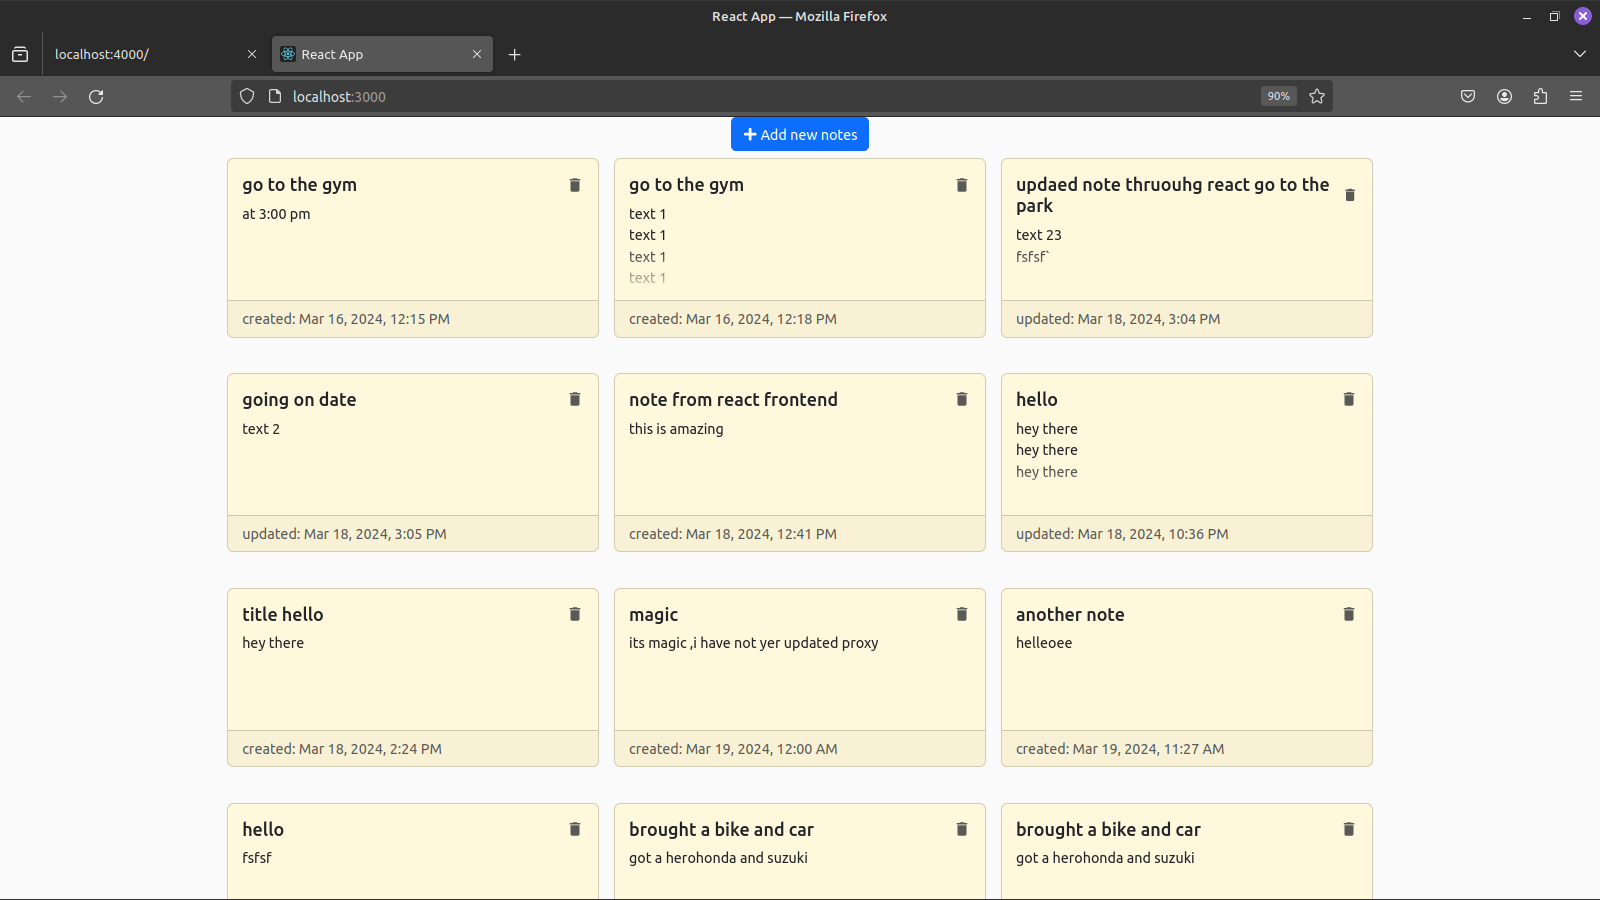 React App — Mozilla Firefox
localhost:4000/
React App
localhost:3000
90%
Add new notes
go to the gym
at 3:00 pm
created: Mar 16, 2024, 12:15 PM
go to the gym
text 1
text 1
text 1
text 1
created: Mar 16, 2024, 12:18 PM
updaed note thruouhg react go to the
park
text 23
fsfsf`
updated: Mar 18, 2024, 3:04 PM
going on date
text 2
updated: Mar 18, 2024, 3:05 PM
note from react frontend
this is amazing
created: Mar 18, 2024, 12:41 PM
hello
hey there
hey there
hey there
updated: Mar 18, 2024, 10:36 PM
title hello
hey there
created: Mar 18, 2024, 2:24 PM
magic
its magic ,i have not yer updated proxy
created: Mar 19, 2024, 12:00 AM
another note
helleoee
created: Mar 19, 2024, 11:27 AM
hello
fsfsf
brought a bike and car
got a herohonda and suzuki
brought a bike and car
got a herohonda and suzuki